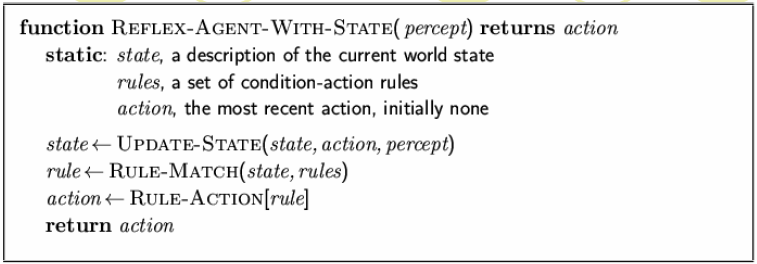 function REFLEX-AGENT-WITH-STATE( percept) returns action
static: state, a description of the current world state
rules, a set of condition-action rules
action, the most recent action, initially none
state ← UPDATE-STATE(state, action, percept)
rule ← RULE-MATCH(state, rules)
action ← RULE-ACTION[rule]
return action